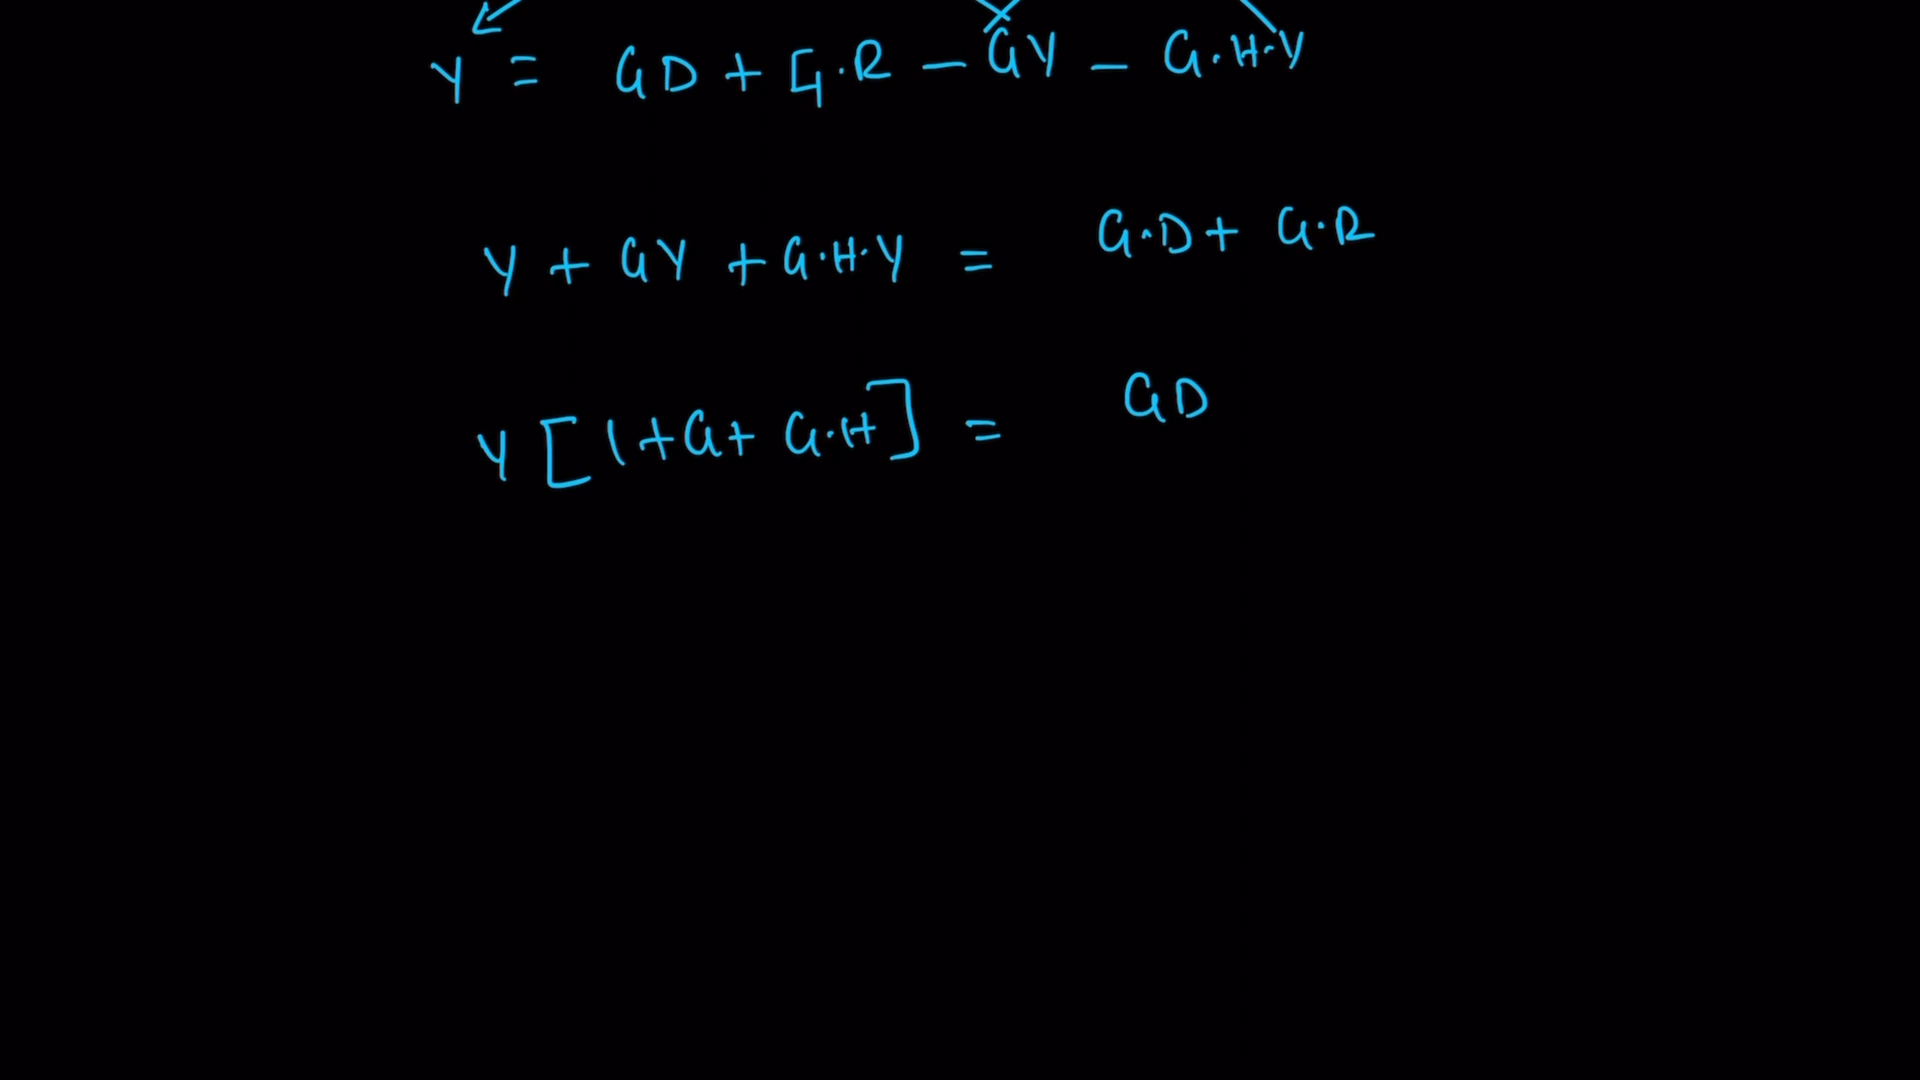 Y = GD + G·R − GY − G·H·Y
Y + GY + G·H·Y = G·D + G·R
Y [1 + G + G·H] = GD